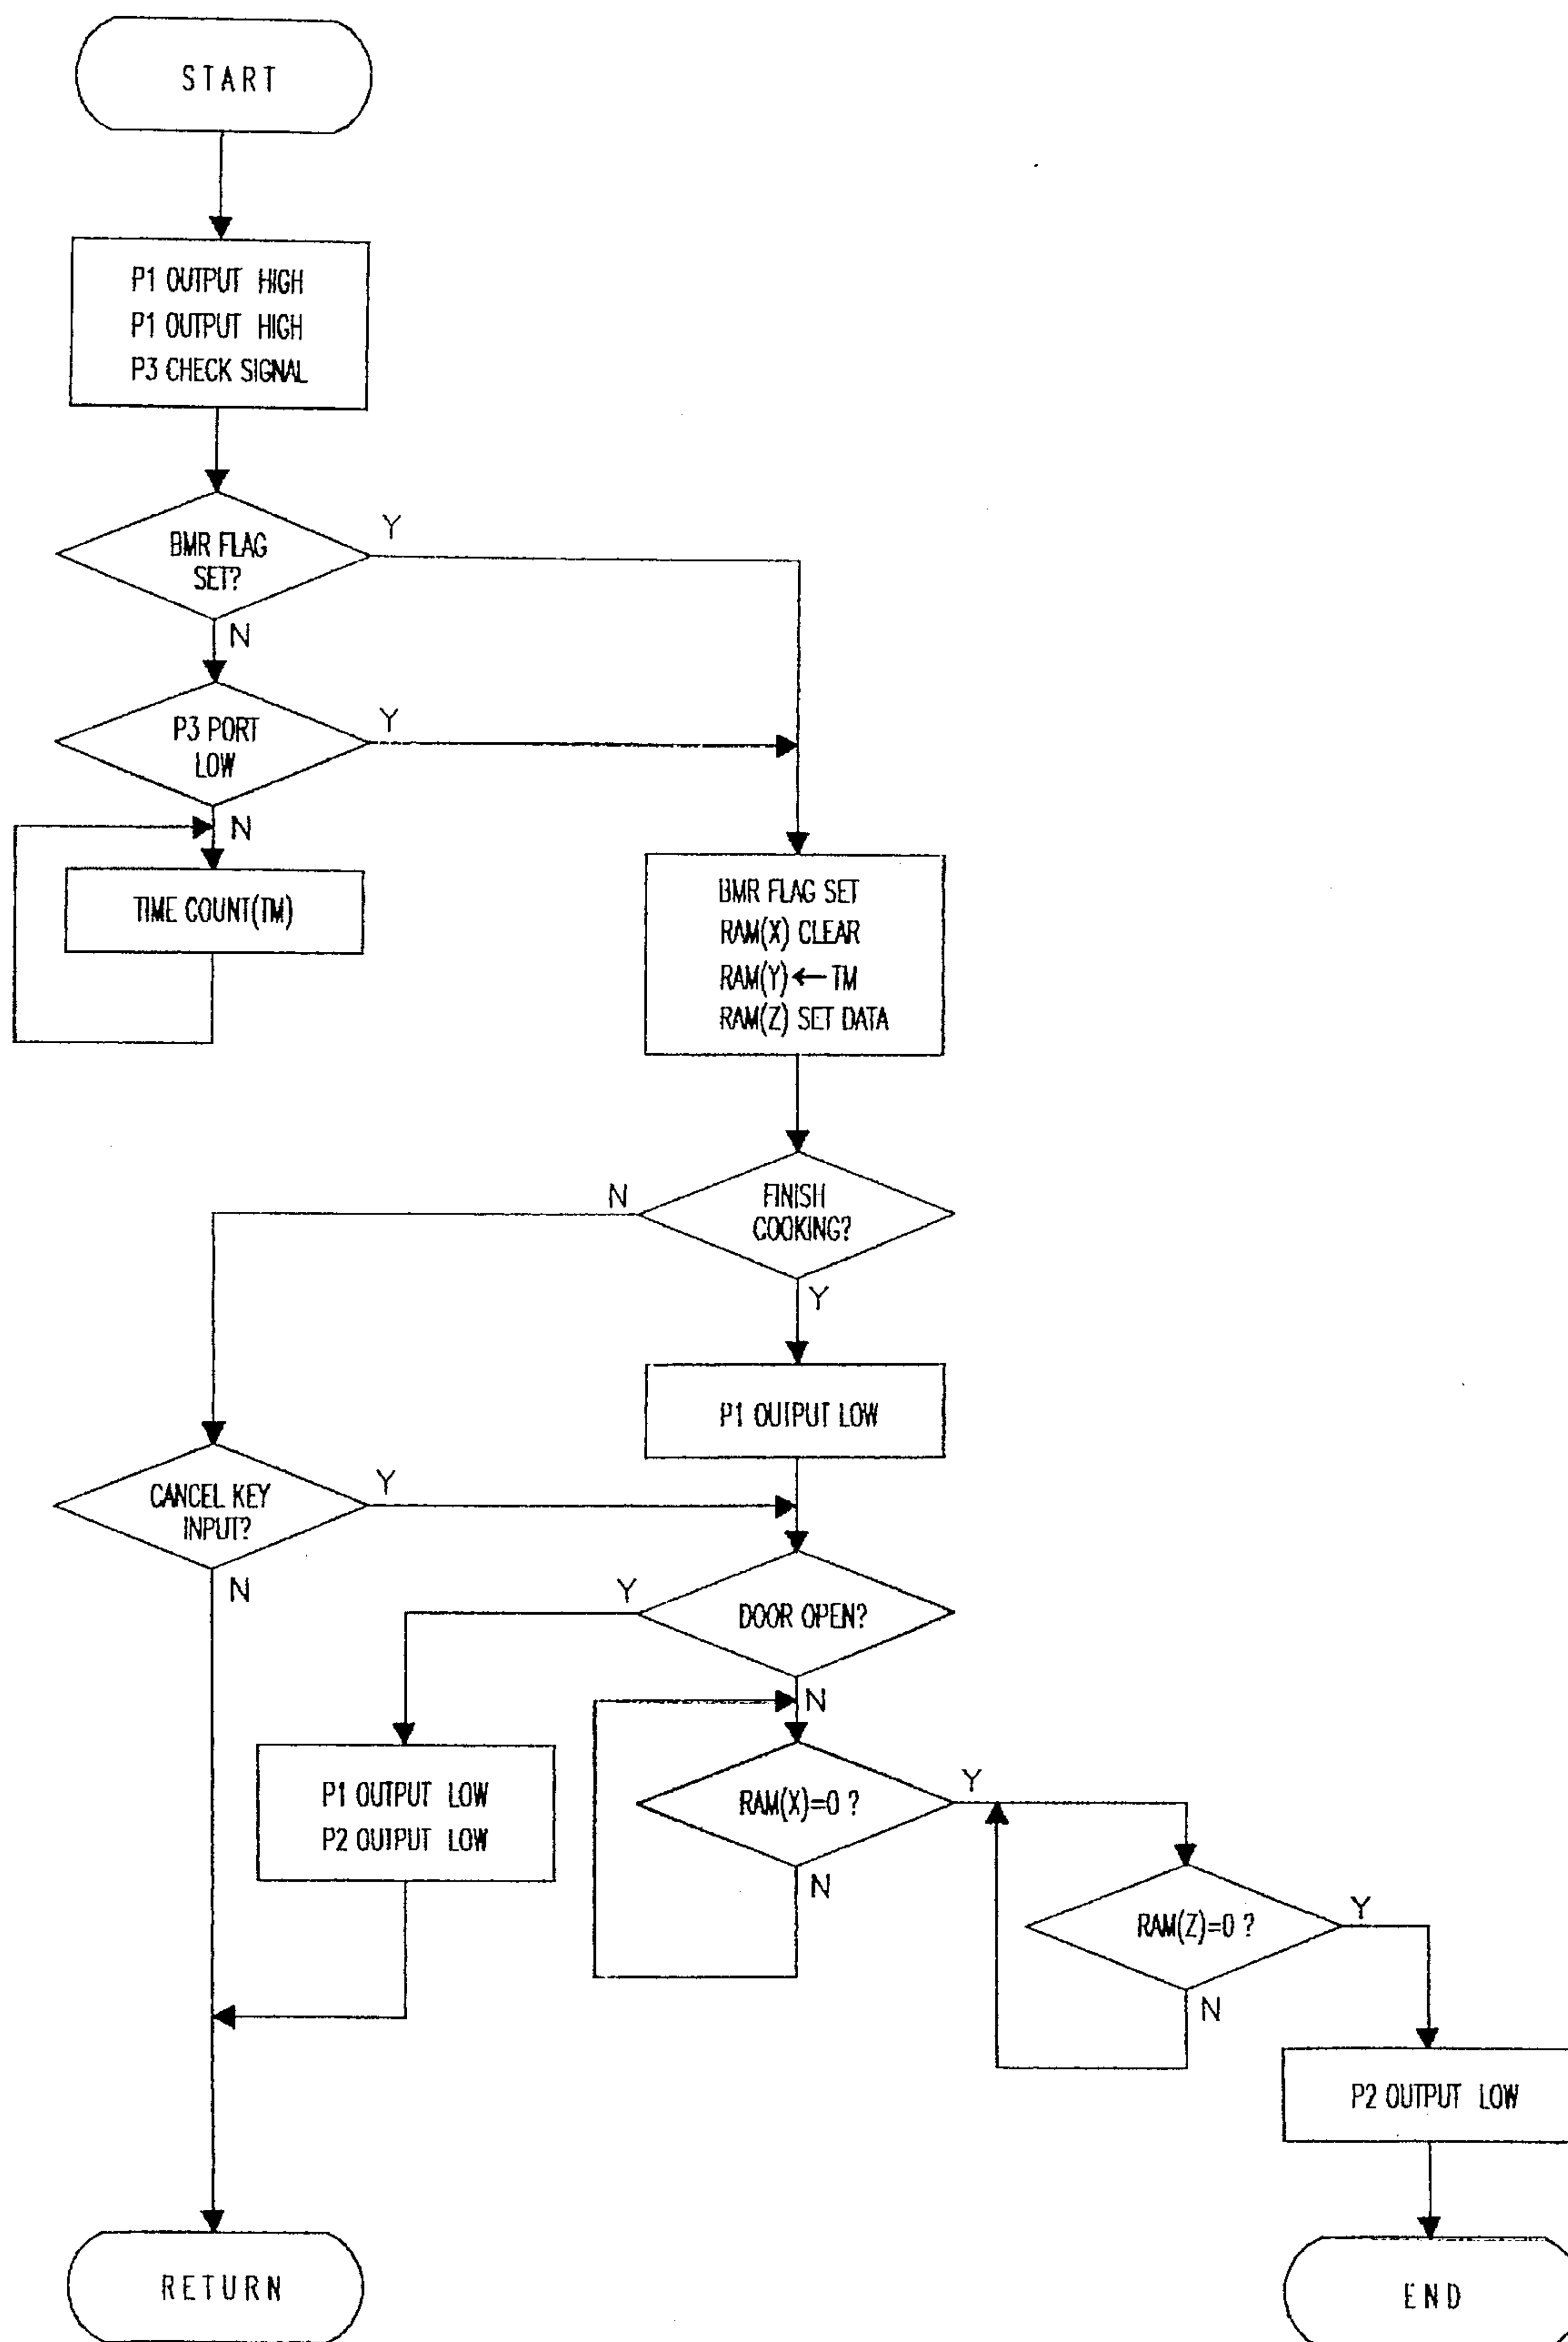 START
P1 OUTPUT HIGH
P1 OUTPUT HIGH
P3 CHECK SIGNAL
BMR FLAG
SET?
Y
N
P3 PORT
LOW
Y
N
TIME COUNT(TM)
BMR FLAG SET
RAM(X) CLEAR
RAM(Y)←TM
RAM(Z) SET DATA
FINISH
COOKING?
N
Y
P1 OUTPUT LOW
CANCEL KEY
INPUT?
Y
N
DOOR OPEN?
Y
N
P1 OUTPUT LOW
P2 OUTPUT LOW
RAM(X)=0 ?
Y
N
RAM(Z)=0 ?
Y
N
P2 OUTPUT LOW
RETURN
END